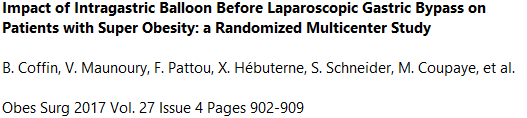 Impact of Intragastric Balloon Before Laparoscopic Gastric Bypass on
Patients with Super Obesity: a Randomized Multicenter Study
B. Coffin, V. Maunoury, F. Pattou, X. Hébuterne, S. Schneider, M. Coupaye, et al.
Obes Surg 2017 Vol. 27 Issue 4 Pages 902-909